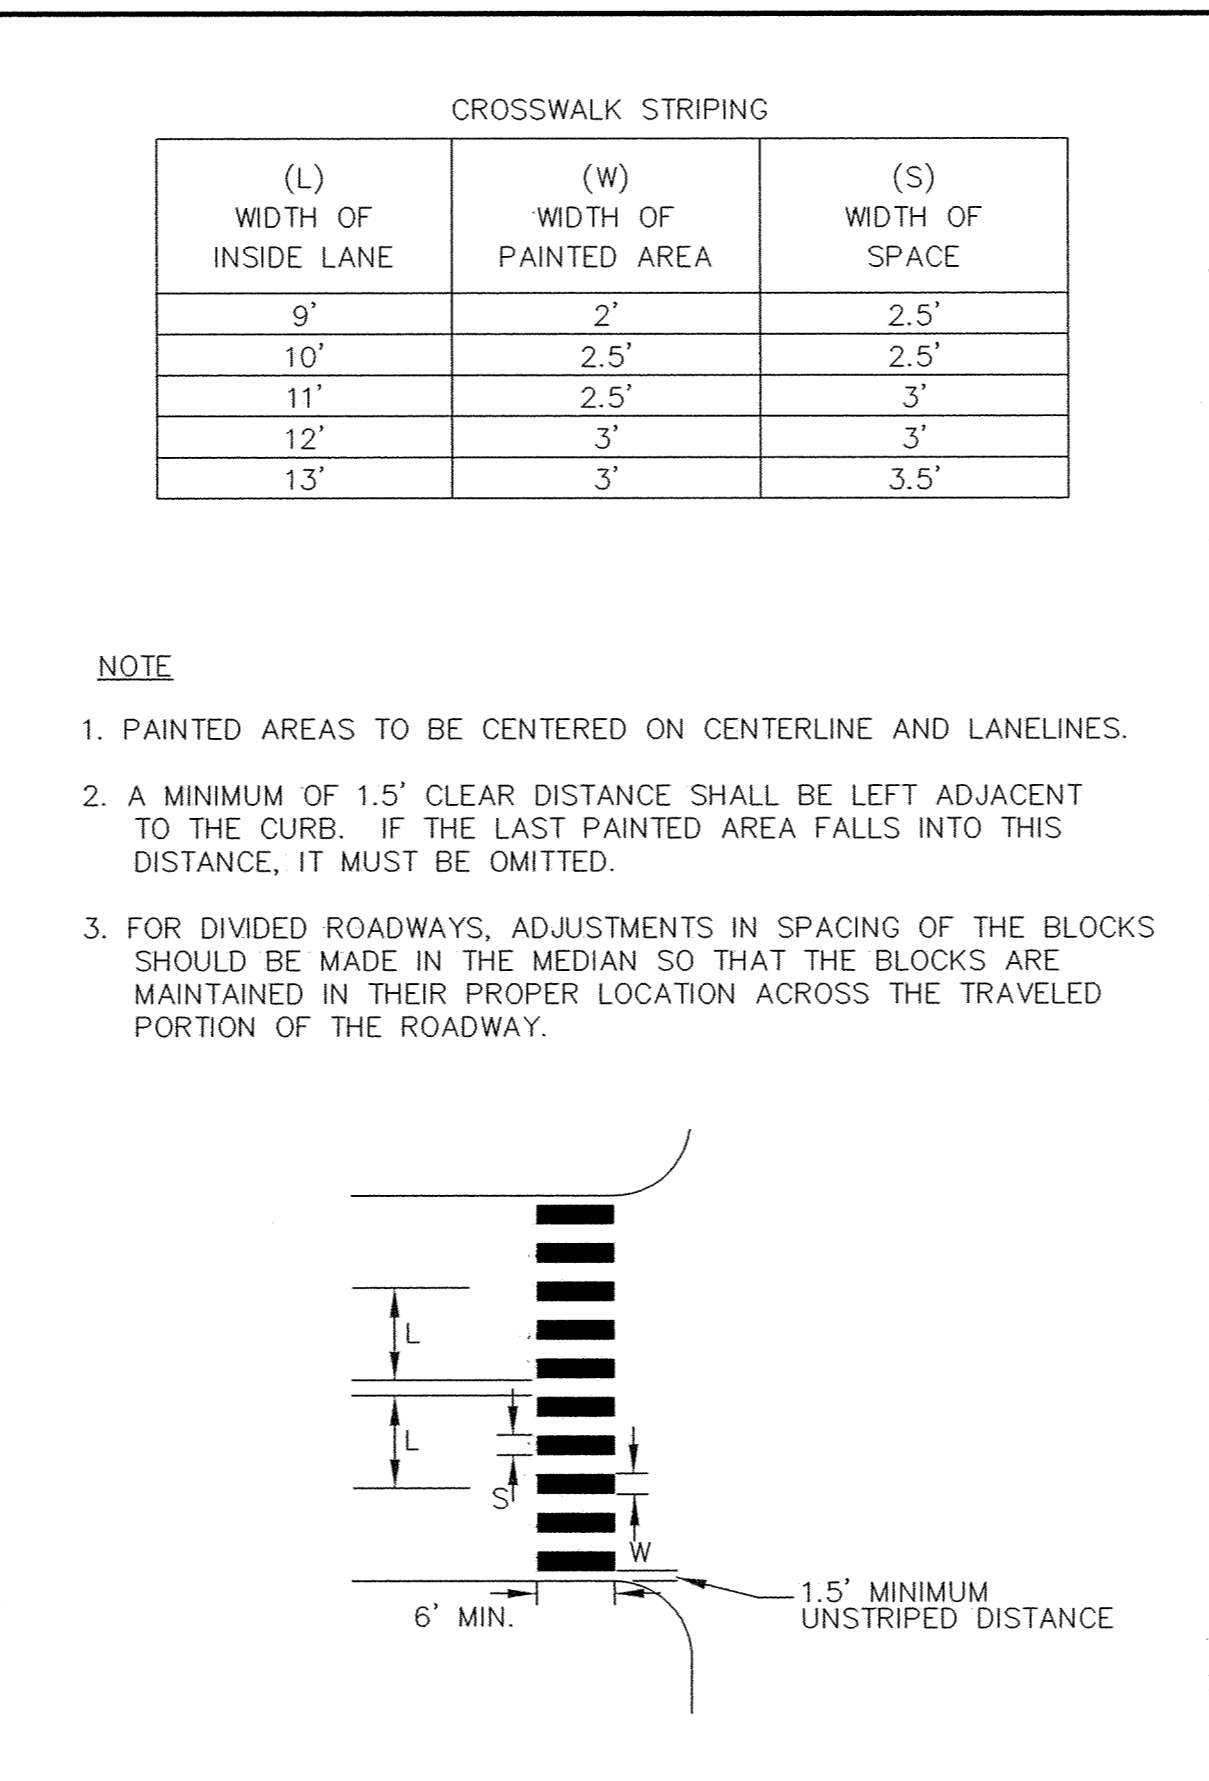 CROSSWALK STRIPING
(L) (W) (S)
WIDTH OF WIDTH OF WIDTH OF
INSIDE LANE PAINTED AREA SPACE
9' 2' 2.5'
10' 2.5' 2.5'
11' 2.5' 3'
12' 3' 3'
13' 3' 3.5'
NOTE
1. PAINTED AREAS TO BE CENTERED ON CENTERLINE AND LANELINES.
2. A MINIMUM OF 1.5' CLEAR DISTANCE SHALL BE LEFT ADJACENT
TO THE CURB. IF THE LAST PAINTED AREA FALLS INTO THIS
DISTANCE, IT MUST BE OMITTED.
3. FOR DIVIDED ROADWAYS, ADJUSTMENTS IN SPACING OF THE BLOCKS
SHOULD BE MADE IN THE MEDIAN SO THAT THE BLOCKS ARE
MAINTAINED IN THEIR PROPER LOCATION ACROSS THE TRAVELED
PORTION OF THE ROADWAY.
L
L
S
W
6' MIN.
1.5' MINIMUM
UNSTRIPED DISTANCE